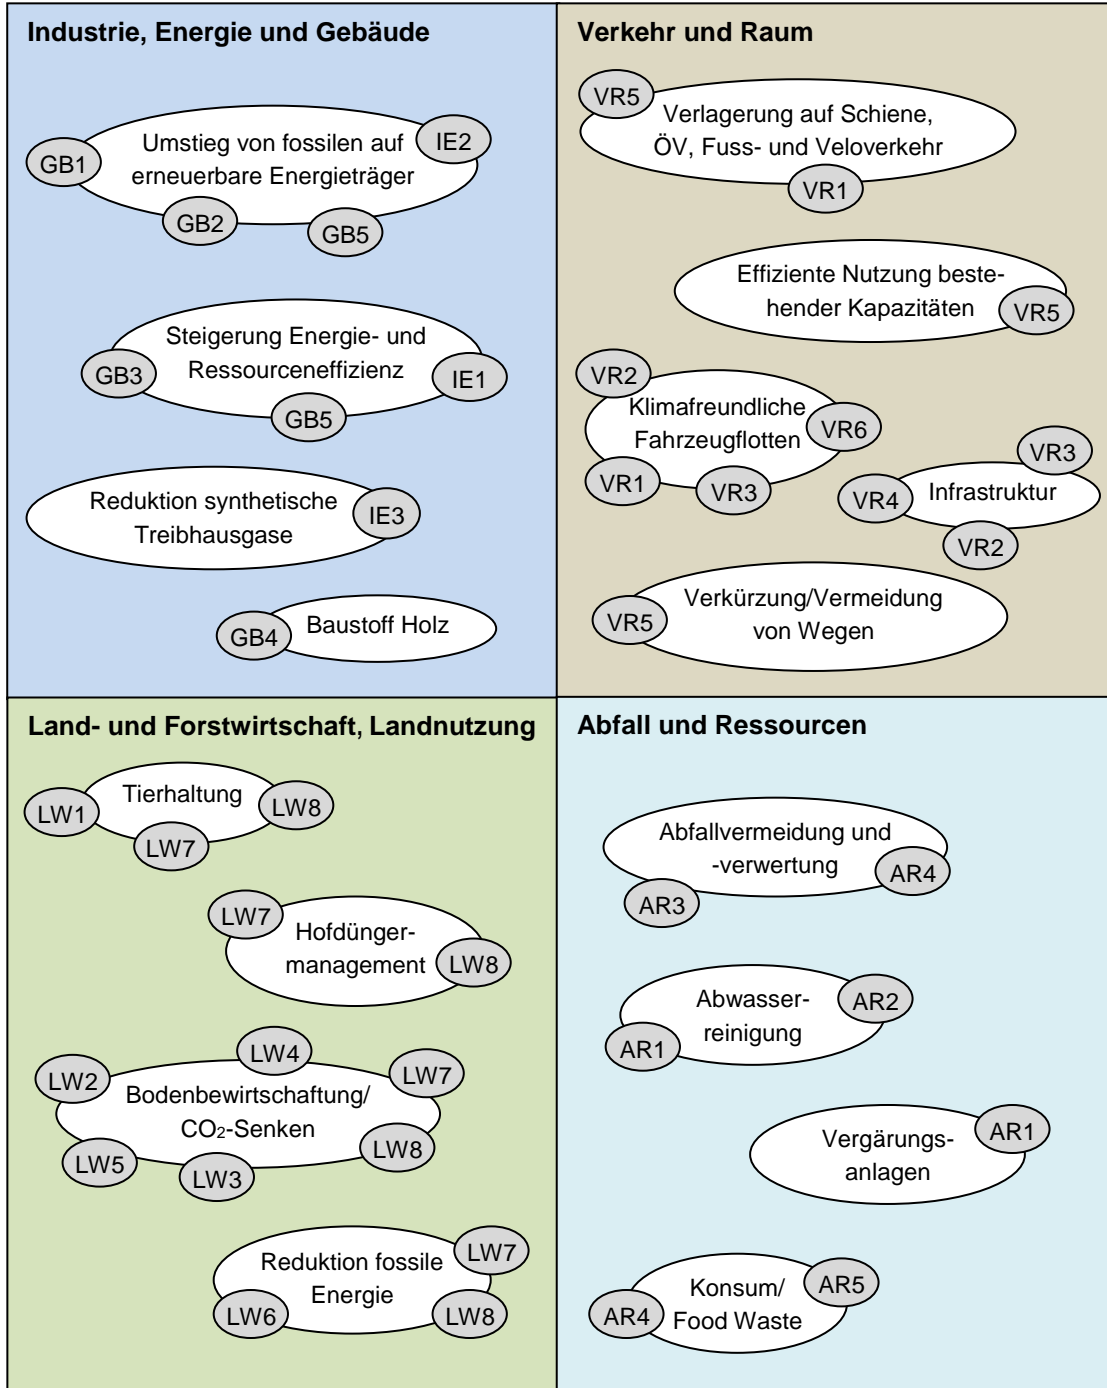 Industrie, Energie und Gebäude
GB1
Umstieg von fossilen auf
erneuerbare Energieträger
IE2
GB2
GB5
Steigerung Energie- und
Ressourceneffizienz
GB3
IE1
GB5
Reduktion synthetische
Treibhausgase
IE3
GB4
Baustoff Holz
Verkehr und Raum
VR5
Verlagerung auf Schiene,
ÖV, Fuss- und Veloverkehr
VR1
Effiziente Nutzung beste-
hender Kapazitäten
VR5
VR2
Klimafreundliche
Fahrzeugflotten
VR6
VR1
VR3
VR3
VR4
Infrastruktur
VR2
Verkürzung/Vermeidung
von Wegen
VR5
Land- und Forstwirtschaft, Landnutzung
Tierhaltung
LW1
LW8
LW7
LW7
Hofdünger-
management
LW8
LW4
LW2
LW7
Bodenbewirtschaftung/
CO2-Senken
LW8
LW5
LW3
LW7
Reduktion fossile
Energie
LW6
LW8
Abfall und Ressourcen
Abfallvermeidung und
-verwertung
AR4
AR3
Abwasser-
reinigung
AR2
AR1
AR1
Vergärungs-
anlagen
Konsum/
Food Waste
AR5
AR4